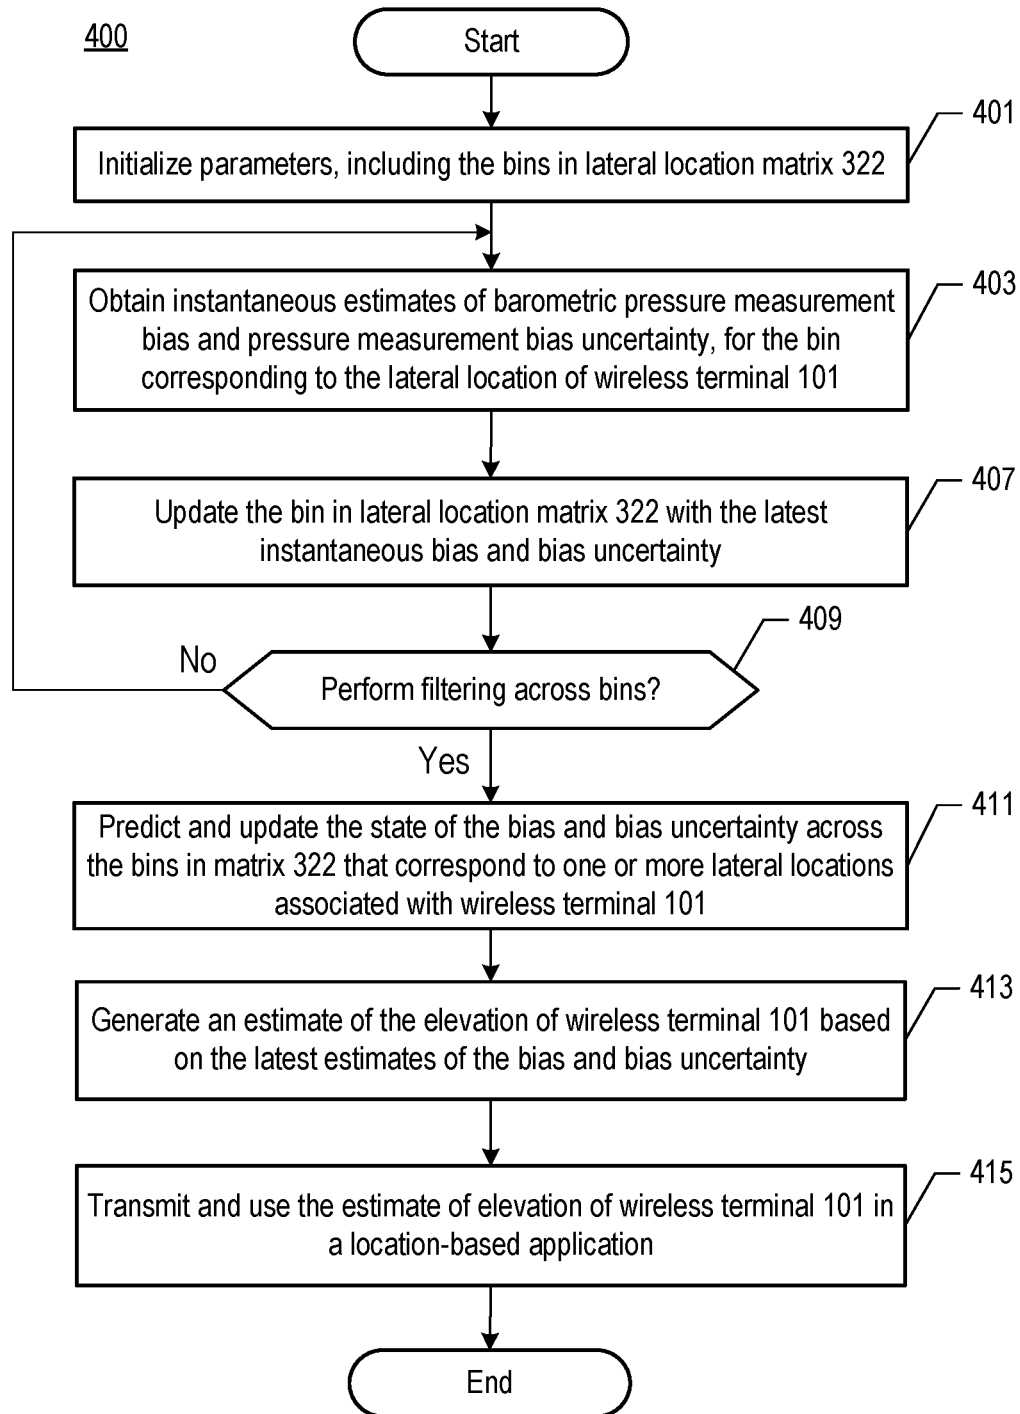 400
Start
401
Initialize parameters, including the bins in lateral location matrix 322
403
Obtain instantaneous estimates of barometric pressure measurement
bias and pressure measurement bias uncertainty, for the bin
corresponding to the lateral location of wireless terminal 101
407
Update the bin in lateral location matrix 322 with the latest
instantaneous bias and bias uncertainty
409
No
Perform filtering across bins?
Yes
411
Predict and update the state of the bias and bias uncertainty across
the bins in matrix 322 that correspond to one or more lateral locations
associated with wireless terminal 101
413
Generate an estimate of the elevation of wireless terminal 101 based
on the latest estimates of the bias and bias uncertainty
415
Transmit and use the estimate of elevation of wireless terminal 101 in
a location-based application
End